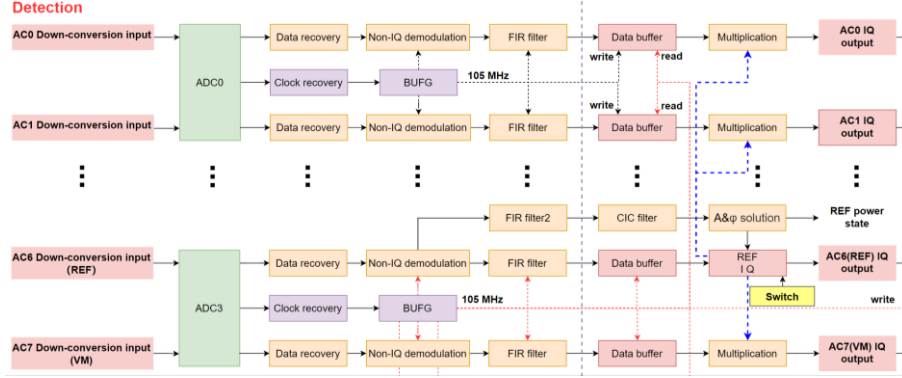 Detection
AC0 Down-conversion input
Data recovery
Non-IQ demodulation
FIR filter
Data buffer
Multiplication
AC0 IQ
output
ADC0
Clock recovery
BUFG
105 MHz
write
read
write
read
AC1 Down-conversion input
Data recovery
Non-IQ demodulation
FIR filter
Data buffer
Multiplication
AC1 IQ
output
FIR filter2
CIC filter
A&φ solution
REF power
state
AC6 Down-conversion input
(REF)
Data recovery
Non-IQ demodulation
FIR filter
Data buffer
REF
I Q
AC6(REF) IQ
output
ADC3
Clock recovery
BUFG
105 MHz
Switch
write
AC7 Down-conversion input
(VM)
Data recovery
Non-IQ demodulation
FIR filter
Data buffer
Multiplication
AC7(VM) IQ
output